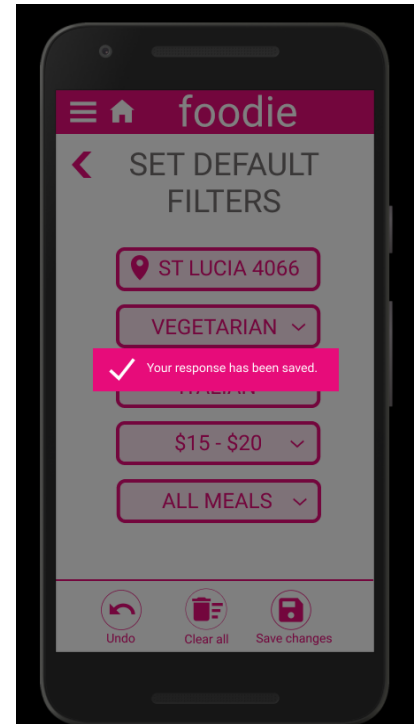 foodie
SET DEFAULT
FILTERS
ST LUCIA 4066
VEGETARIAN
Your response has been saved.
ITALIAN
$15 - $20
ALL MEALS
Undo
Clear all
Save changes